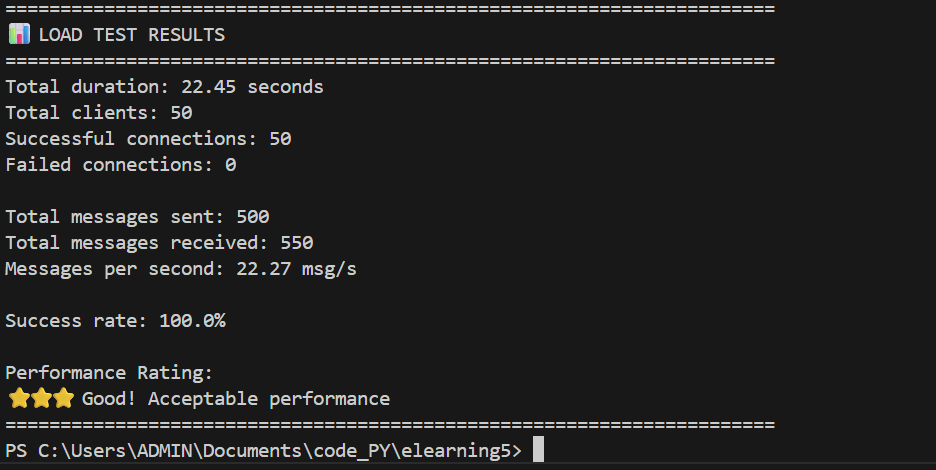 ======================================================================
📊 LOAD TEST RESULTS
======================================================================
Total duration: 22.45 seconds
Total clients: 50
Successful connections: 50
Failed connections: 0
Total messages sent: 500
Total messages received: 550
Messages per second: 22.27 msg/s
Success rate: 100.0%
Performance Rating:
⭐⭐⭐ Good! Acceptable performance
======================================================================
PS C:\Users\ADMIN\Documents\code_PY\elearning5>